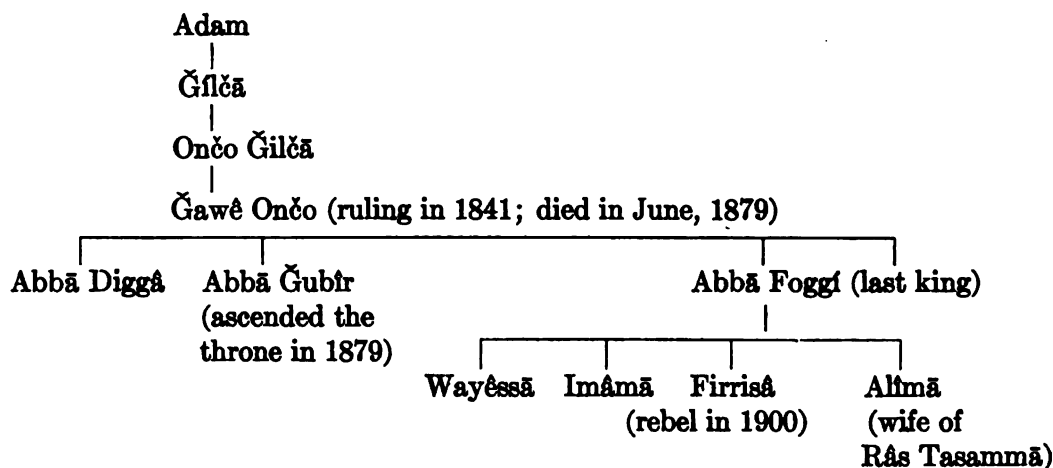 Adam
Ǧîlčā
Ončo Ǧilčā
Ǧawê Ončo (ruling in 1841; died in June, 1879)
Abbā Diggâ Abbā Ǧubîr Abbā Foggí (last king)
(ascended the
throne in 1879)
Wayêssā Imâmā Firrisâ Alîmā
(rebel in 1900) (wife of
Râs Tasammā)